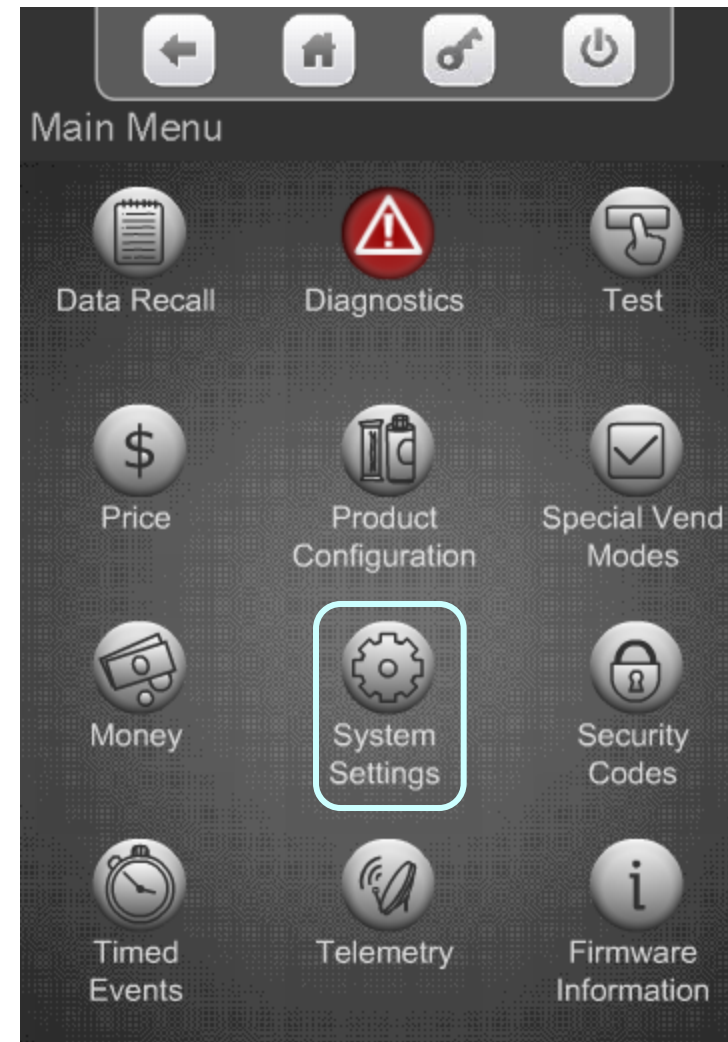 Main Menu
Data Recall
Diagnostics
Test
$
Price
Product
Configuration
Special Vend
Modes
Money
System
Settings
Security
Codes
Timed
Events
Telemetry
i
Firmware
Information